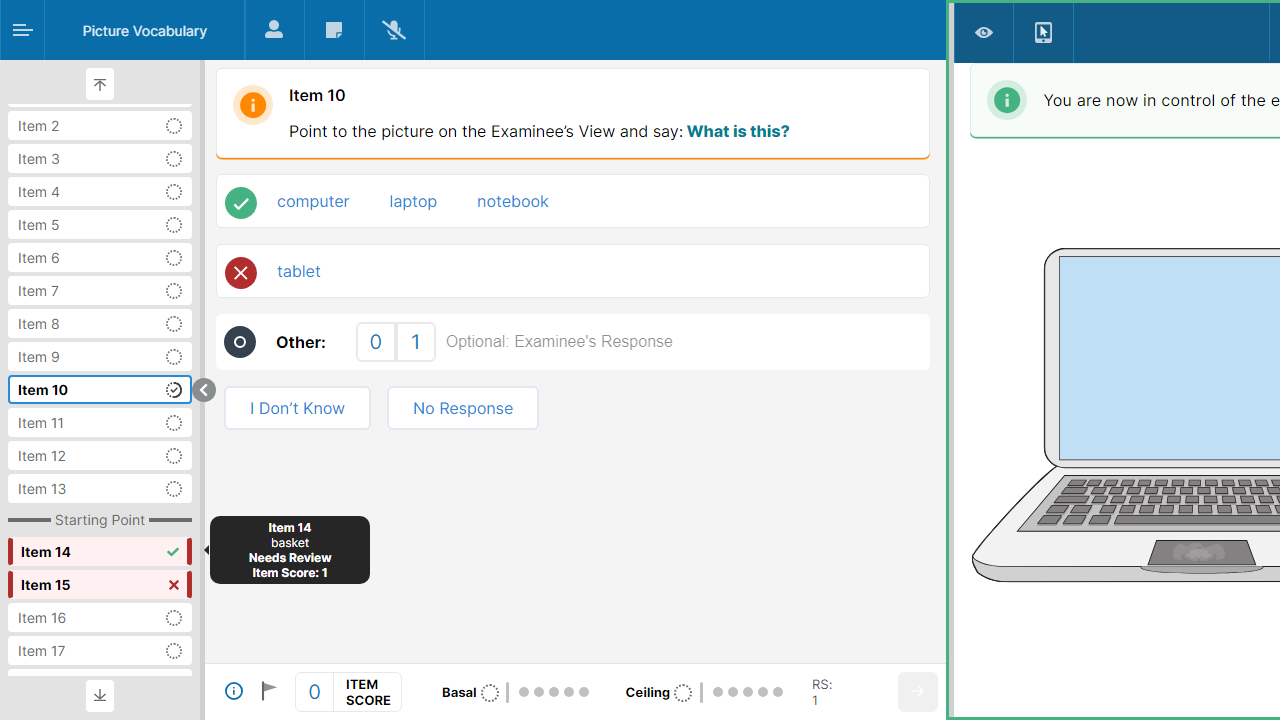 Picture Vocabulary
Item 2
Item 3
Item 4
Item 5
Item 6
Item 7
Item 8
Item 9
Item 10
Item 11
Item 12
Item 13
Starting Point
Item 14
Item 15
Item 16
Item 17
Item 10
Point to the picture on the Examinee’s View and say: What is this?
computer laptop notebook
tablet
Other: 0 1 Optional: Examinee's Response
I Don’t Know No Response
Item 14
basket
Needs Review
Item Score: 1
0 ITEM SCORE
Basal
Ceiling
RS:
1
You are now in control of the e